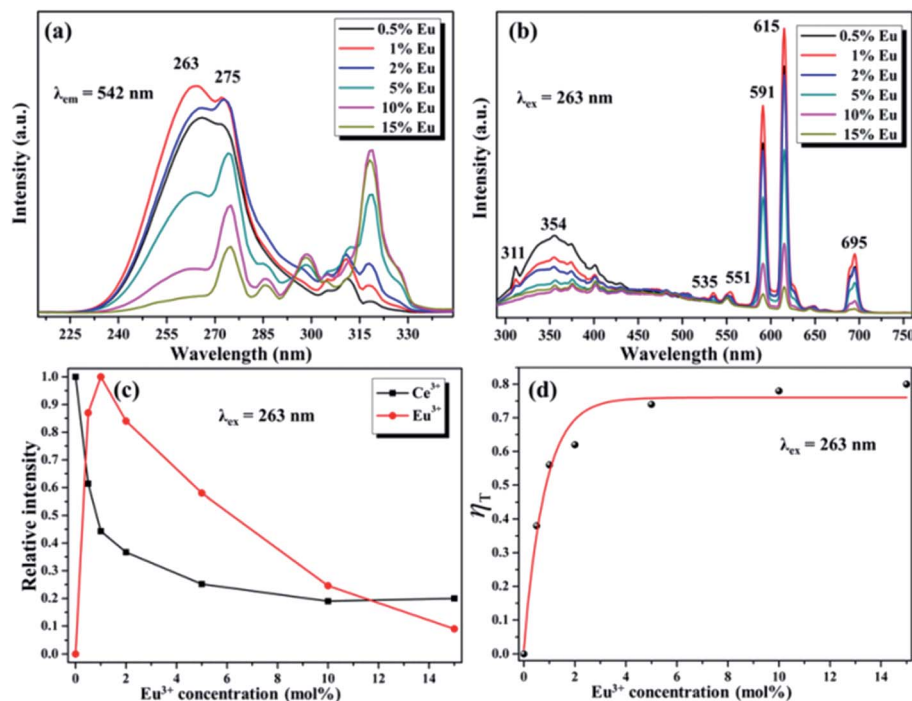 (a)
263
275
λem = 542 nm
0.5% Eu
1% Eu
2% Eu
5% Eu
10% Eu
15% Eu
Intensity (a.u.)
225 240 255 270 285 300 315 330
Wavelength (nm)
(b)
615
591
λex = 263 nm
0.5% Eu
1% Eu
2% Eu
5% Eu
10% Eu
15% Eu
311
354
535
551
695
Intensity (a.u.)
300 350 400 450 500 550 600 650 700 750
Wavelength (nm)
(c)
λex = 263 nm
Ce³⁺
Eu³⁺
Relative intensity
1.0
0.9
0.8
0.7
0.6
0.5
0.4
0.3
0.2
0.1
0.0
0 2 4 6 8 10 12 14
Eu³⁺ concentration (mol%)
(d)
λex = 263 nm
ηT
0.8
0.7
0.6
0.5
0.4
0.3
0.2
0.1
0.0
0 2 4 6 8 10 12 14
Eu³⁺ concentration (mol%)